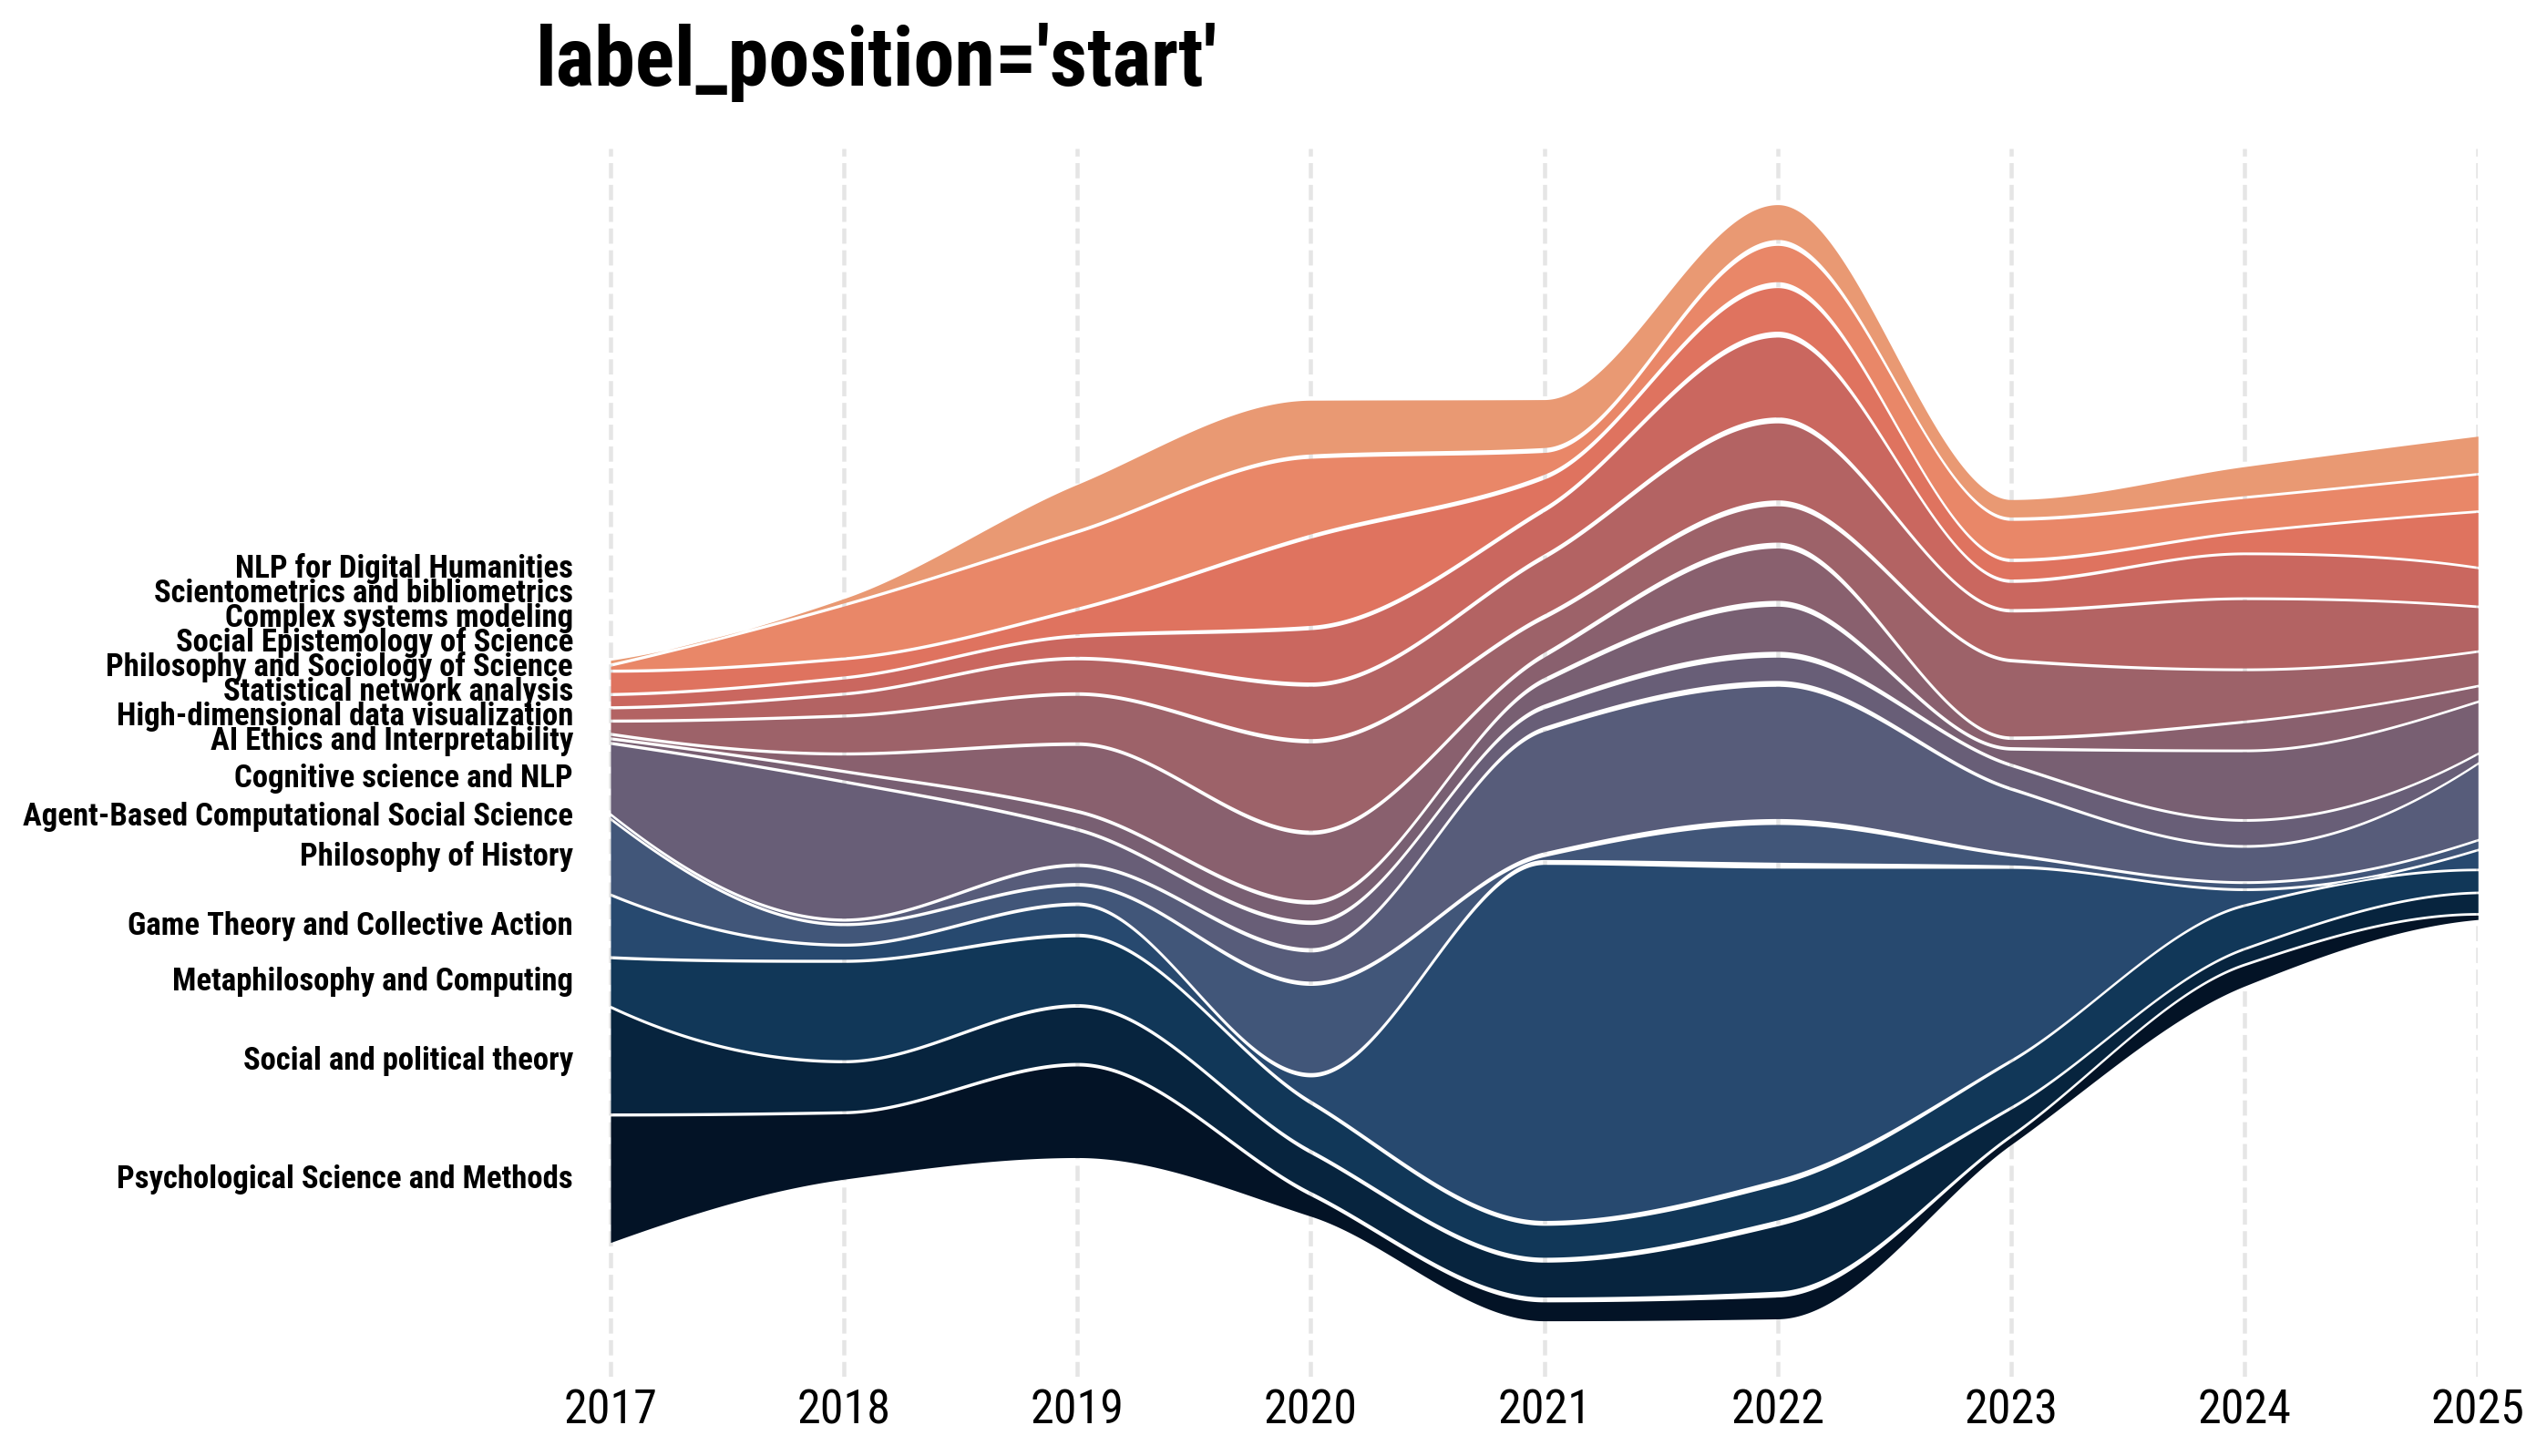 label_position='start'
NLP for Digital Humanities
Scientometrics and bibliometrics
Complex systems modeling
Social Epistemology of Science
Philosophy and Sociology of Science
Statistical network analysis
High-dimensional data visualization
AI Ethics and Interpretability
Cognitive science and NLP
Agent-Based Computational Social Science
Philosophy of History
Game Theory and Collective Action
Metaphilosophy and Computing
Social and political theory
Psychological Science and Methods
2017 2018 2019 2020 2021 2022 2023 2024 2025